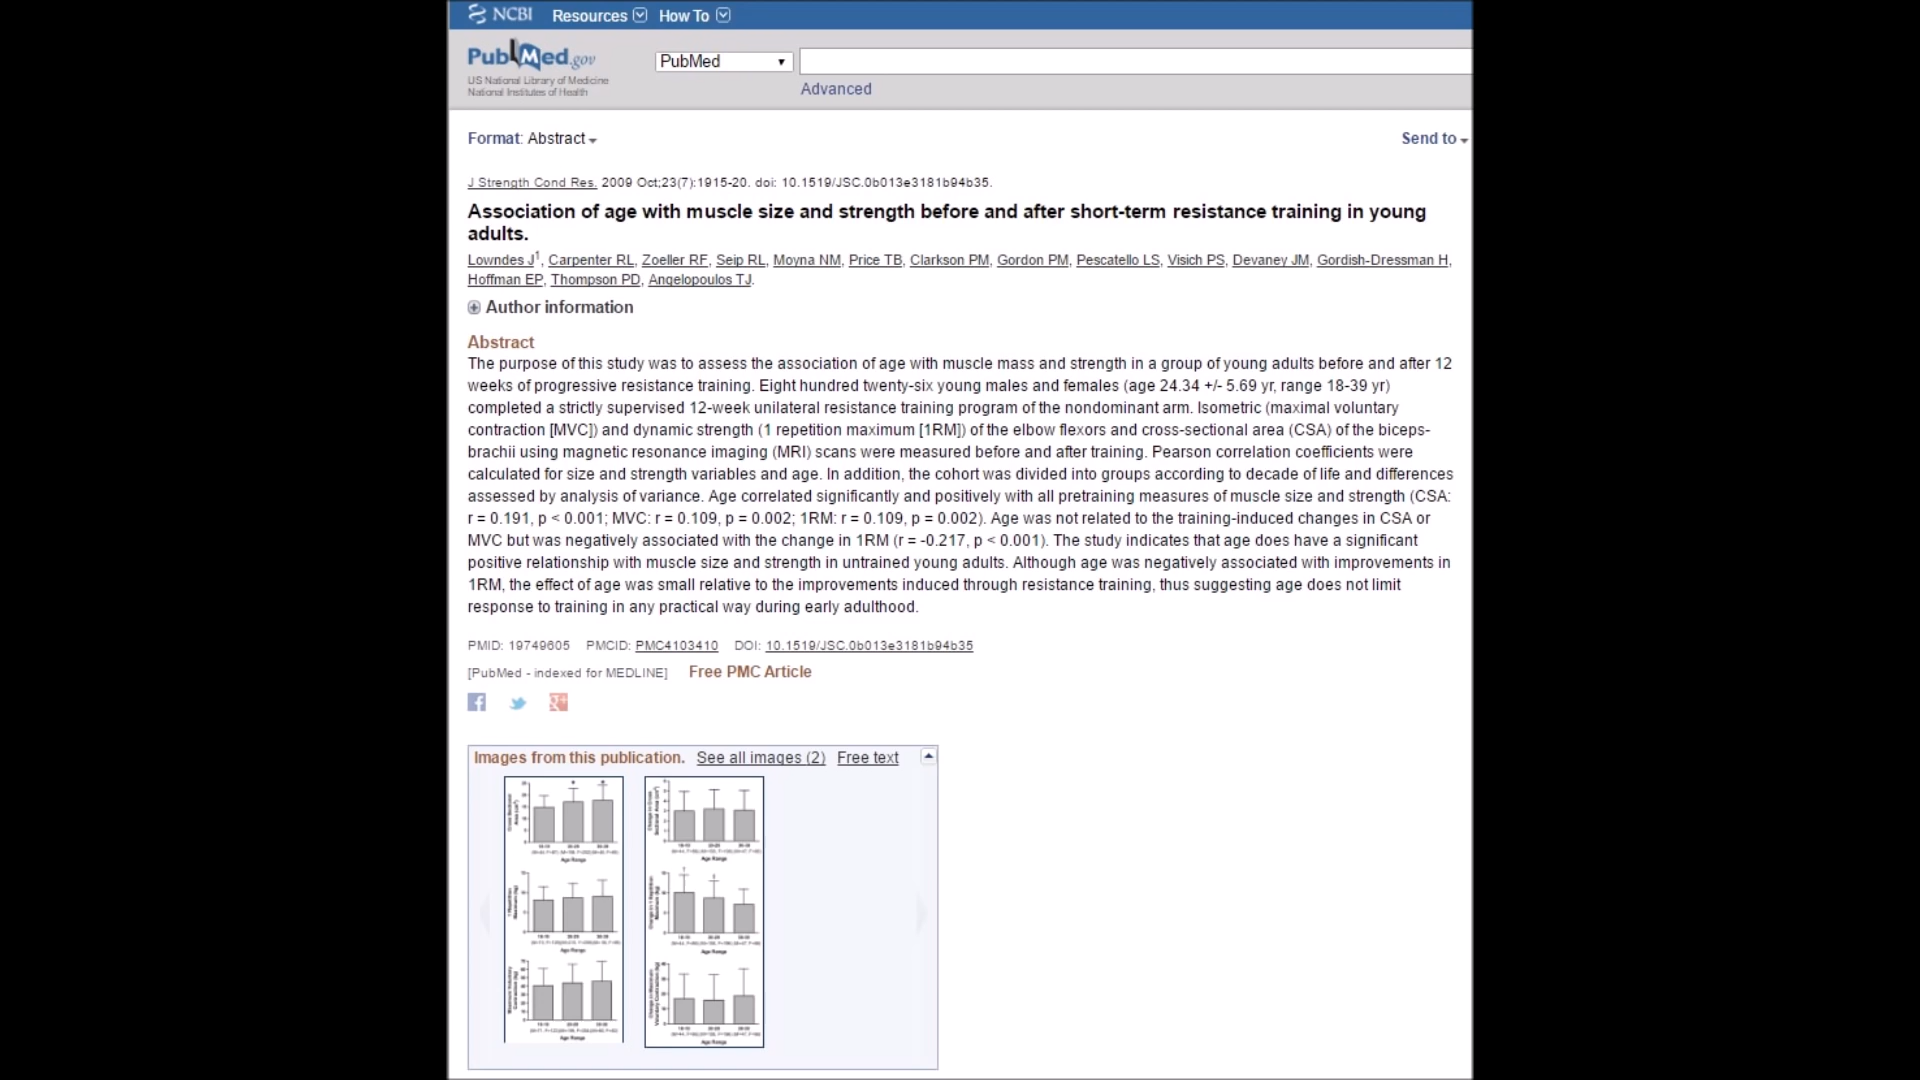 NCBI Resources How To
PubMed.gov
US National Library of Medicine
National Institutes of Health
PubMed
Advanced
Format: Abstract
Send to
J Strength Cond Res. 2009 Oct;23(7):1915-20. doi: 10.1519/JSC.0b013e3181b94b35.
Association of age with muscle size and strength before and after short-term resistance training in young
adults.
Lowndes J1, Carpenter RL, Zoeller RF, Seip RL, Moyna NM, Price TB, Clarkson PM, Gordon PM, Pescatello LS, Visich PS, Devaney JM, Gordish-Dressman H,
Hoffman EP, Thompson PD, Angelopoulos TJ.
Author information
Abstract
The purpose of this study was to assess the association of age with muscle mass and strength in a group of young adults before and after 12
weeks of progressive resistance training. Eight hundred twenty-six young males and females (age 24.34 +/- 5.69 yr, range 18-39 yr)
completed a strictly supervised 12-week unilateral resistance training program of the nondominant arm. Isometric (maximal voluntary
contraction [MVC]) and dynamic strength (1 repetition maximum [1RM]) of the elbow flexors and cross-sectional area (CSA) of the biceps-
brachii using magnetic resonance imaging (MRI) scans were measured before and after training. Pearson correlation coefficients were
calculated for size and strength variables and age. In addition, the cohort was divided into groups according to decade of life and differences
assessed by analysis of variance. Age correlated significantly and positively with all pretraining measures of muscle size and strength (CSA:
r = 0.191, p < 0.001; MVC: r = 0.109, p = 0.002; 1RM: r = 0.109, p = 0.002). Age was not related to the training-induced changes in CSA or
MVC but was negatively associated with the change in 1RM (r = -0.217, p < 0.001). The study indicates that age does have a significant
positive relationship with muscle size and strength in untrained young adults. Although age was negatively associated with improvements in
1RM, the effect of age was small relative to the improvements induced through resistance training, thus suggesting age does not limit
response to training in any practical way during early adulthood.
PMID: 19749605 PMCID: PMC4103410 DOI: 10.1519/JSC.0b013e3181b94b35
[PubMed - indexed for MEDLINE] Free PMC Article
Images from this publication. See all images (2) Free text
Age Range
Age Range
Age Range
Age Range
Age Range
Age Range